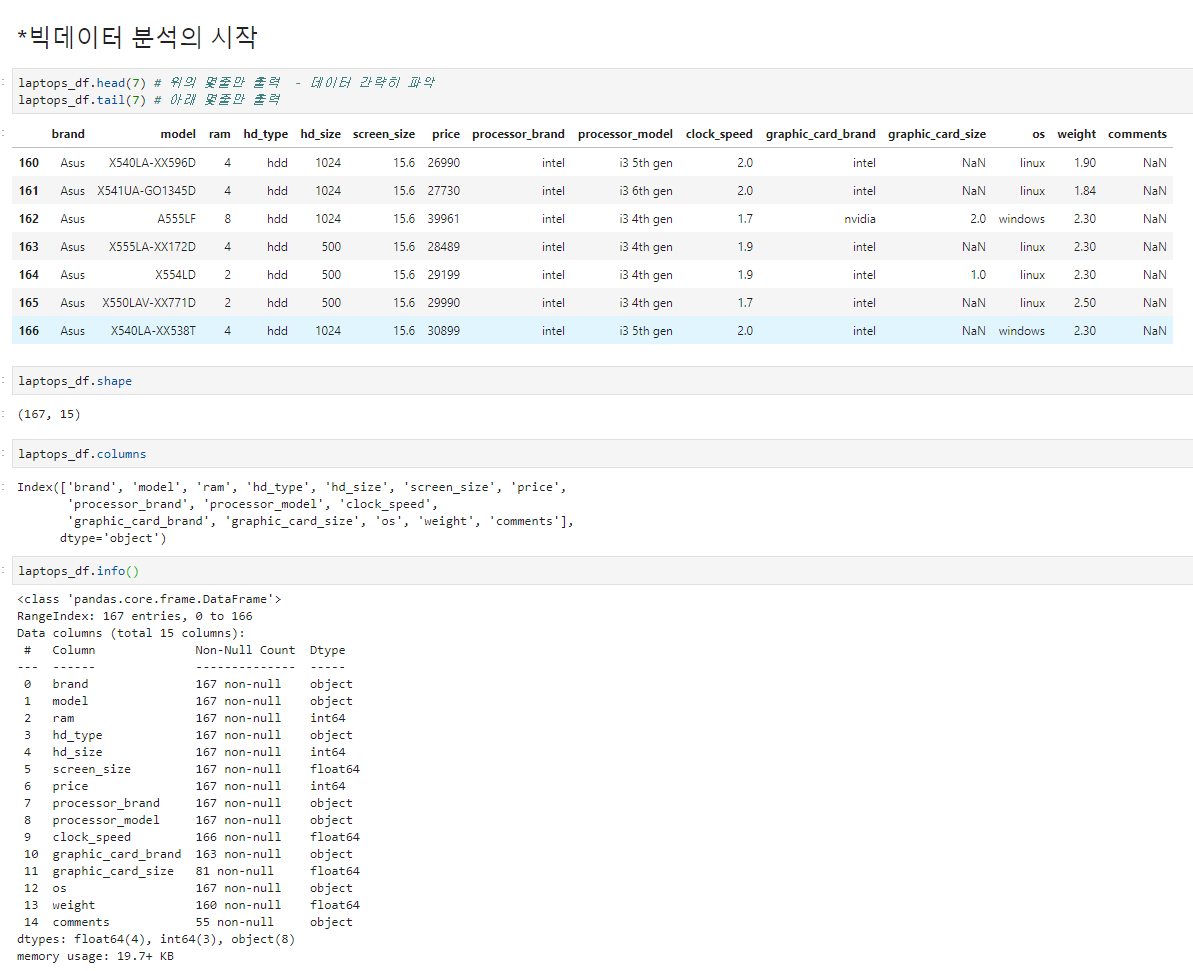 *빅데이터 분석의 시작
laptops_df.head(7) # 위의 몇줄만 출력 - 데이터 간략히 파악
laptops_df.tail(7) # 아래 몇줄만 출력
brand model ram hd_type hd_size screen_size price processor_brand processor_model clock_speed graphic_card_brand graphic_card_size os weight comments
160 Asus X540LA-XX596D 4 hdd 1024 15.6 26990 intel i3 5th gen 2.0 intel NaN linux 1.90 NaN
161 Asus X541UA-GO1345D 4 hdd 1024 15.6 27730 intel i3 6th gen 2.0 intel NaN linux 1.84 NaN
162 Asus A555LF 8 hdd 1024 15.6 39961 intel i3 4th gen 1.7 nvidia 2.0 windows 2.30 NaN
163 Asus X555LA-XX172D 4 hdd 500 15.6 28489 intel i3 4th gen 1.9 intel NaN linux 2.30 NaN
164 Asus X554LD 2 hdd 500 15.6 29199 intel i3 4th gen 1.9 intel 1.0 linux 2.30 NaN
165 Asus X550LAV-XX771D 2 hdd 500 15.6 29990 intel i3 4th gen 1.7 intel NaN linux 2.50 NaN
166 Asus X540LA-XX538T 4 hdd 1024 15.6 30899 intel i3 5th gen 2.0 intel NaN windows 2.30 NaN
laptops_df.shape
(167, 15)
laptops_df.columns
Index(['brand', 'model', 'ram', 'hd_type', 'hd_size', 'screen_size', 'price',
'processor_brand', 'processor_model', 'clock_speed',
'graphic_card_brand', 'graphic_card_size', 'os', 'weight', 'comments'],
dtype='object')
laptops_df.info()
<class 'pandas.core.frame.DataFrame'>
RangeIndex: 167 entries, 0 to 166
Data columns (total 15 columns):
# Column Non-Null Count Dtype
--- ------ -------------- -----
0 brand 167 non-null object
1 model 167 non-null object
2 ram 167 non-null int64
3 hd_type 167 non-null object
4 hd_size 167 non-null int64
5 screen_size 167 non-null float64
6 price 167 non-null int64
7 processor_brand 167 non-null object
8 processor_model 167 non-null object
9 clock_speed 166 non-null float64
10 graphic_card_brand 163 non-null object
11 graphic_card_size 81 non-null float64
12 os 167 non-null object
13 weight 160 non-null float64
14 comments 55 non-null object
dtypes: float64(4), int64(3), object(8)
memory usage: 19.7+ KB